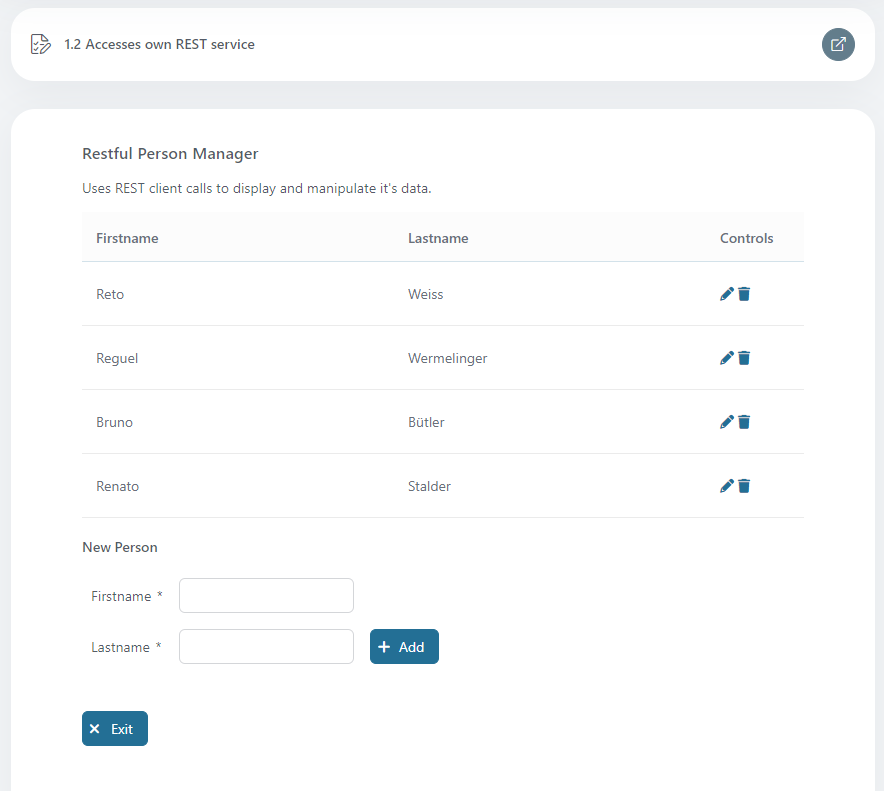 1.2 Accesses own REST service
Restful Person Manager
Uses REST client calls to display and manipulate it's data.
Firstname Lastname Controls
Reto Weiss
Reguel Wermelinger
Bruno Bütler
Renato Stalder
New Person
Firstname *
Lastname * Add
Exit